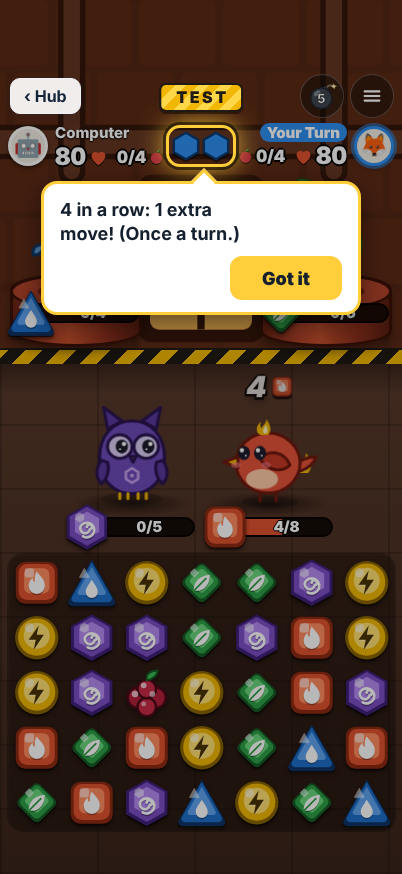 ‹ Hub
TEST
5
Computer
Your Turn
80
0/4
0/4
80
4 in a row: 1 extra
move! (Once a turn.)
Got it
4
0/5
4/8